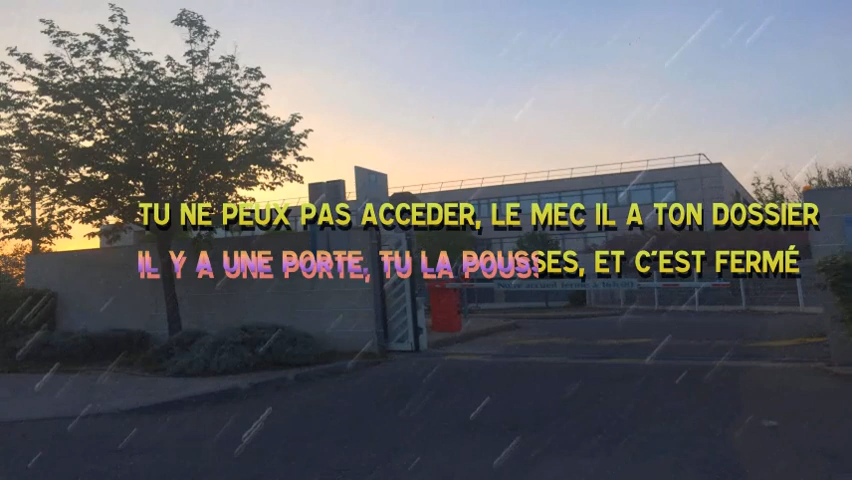 TU NE PEUX PAS ACCEDER, LE MEC IL A TON DOSSIER
IL Y A UNE PORTE, TU LA POUSSES, ET C'EST FERMÉ